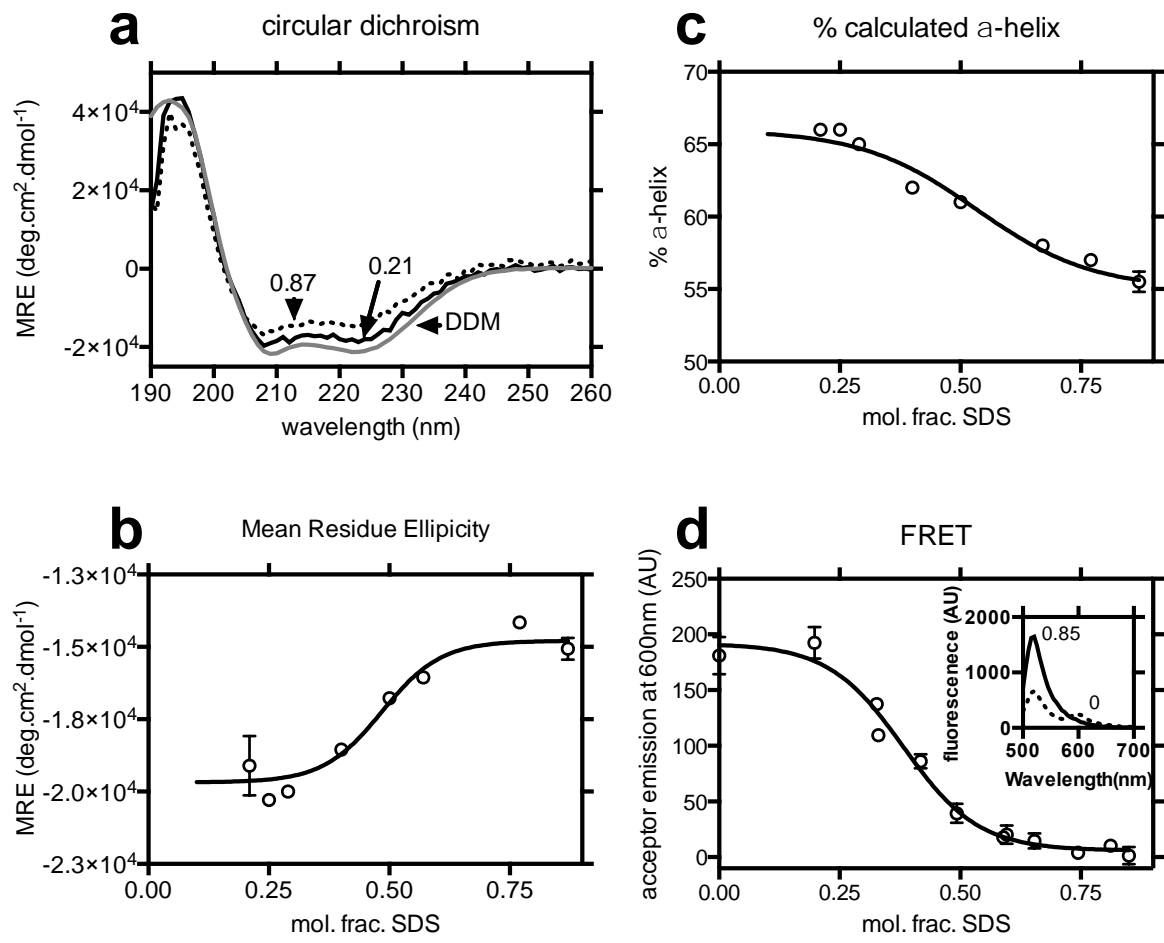 a
circular dichroism
MRE (deg.cm².dmol⁻¹)
4×10⁴
2×10⁴
0
-2×10⁴
0.87
0.21
DDM
190 200 210 220 230 240 250 260
wavelength (nm)
c
% calculated a-helix
% a-helix
70
65
60
55
50
0.00 0.25 0.50 0.75
mol. frac. SDS
b
Mean Residue Ellipicity
MRE (deg.cm².dmol⁻¹)
-1.3×10⁴
-1.5×10⁴
-1.8×10⁴
-2.0×10⁴
-2.3×10⁴
0.00 0.25 0.50 0.75
mol. frac. SDS
d
FRET
acceptor emission at 600nm (AU)
250
200
150
100
50
0
0.00 0.25 0.50 0.75
mol. frac. SDS
fluorescenece (AU)
2000
1000
0
0.85
0
500 600 700
Wavelength(nm)